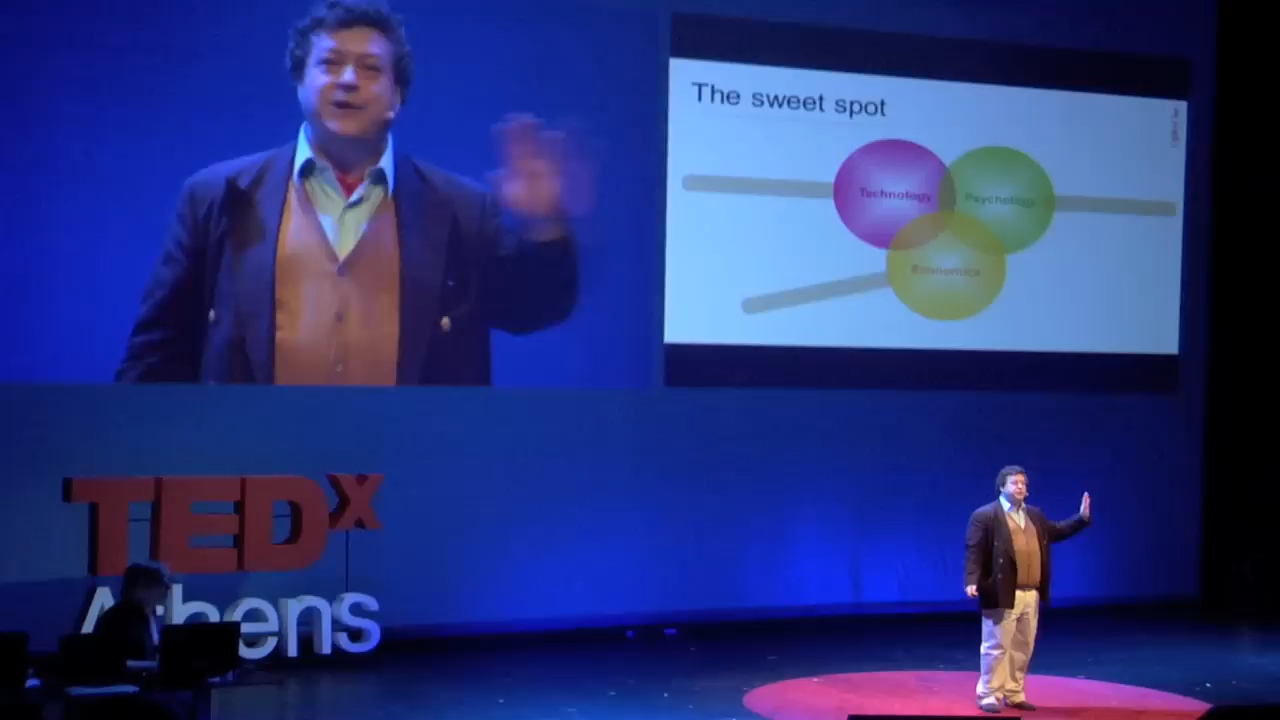 The sweet spot
Technology
Psychology
Economics
TEDx
Athens